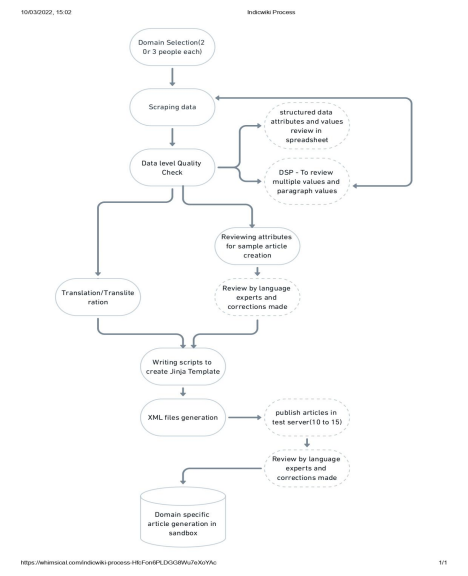 10/03/2022, 15:02
Indicwiki Process
Domain Selection(2
0r 3 people each)
Scraping data
structured data
attributes and values
review in
spreadsheet
Data level Quality
Check
DSP - To review
multiple values and
paragraph values
Reviewing attributes
for sample article
creation
Translation/Translite
ration
Review by language
experts and
corrections made
Writing scripts to
create Jinja Template
XML files generation
publish articles in
test server(10 to 15)
Review by language
experts and
corrections made
Domain specific
article generation in
sandbox
https://whimsical.com/indicwiki-process-HfcFon6PLDGG8Wu7eXoYAc
1/1